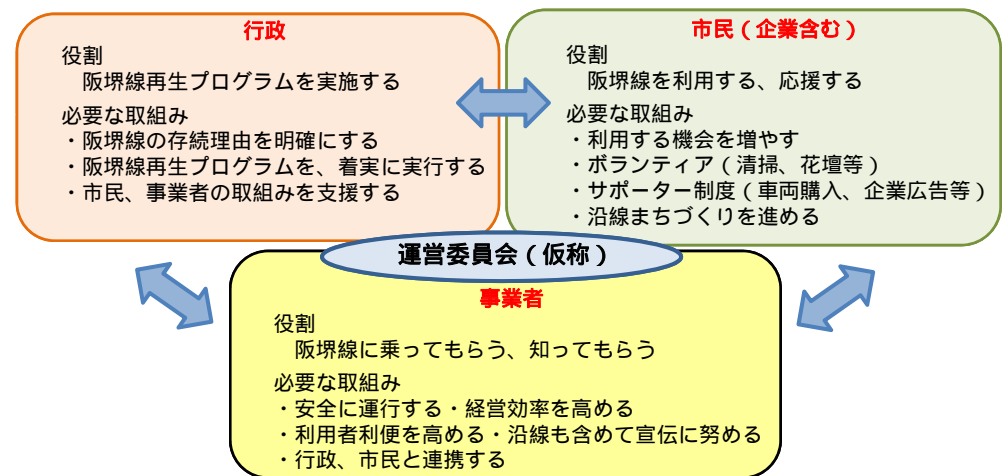 行政
役割
阪堺線再生プログラムを実施する
必要な取組み
・阪堺線の存続理由を明確にする
・阪堺線再生プログラムを、着実に実行する
・市民、事業者の取組みを支援する
市民（企業含む）
役割
阪堺線を利用する、応援する
必要な取組み
・利用する機会を増やす
・ボランティア（清掃、花壇等）
・サポーター制度（車両購入、企業広告等）
・沿線まちづくりを進める
運営委員会（仮称）
事業者
役割
阪堺線に乗ってもらう、知ってもらう
必要な取組み
・安全に運行する・経営効率を高める
・利用者利便を高める・沿線も含めて宣伝に努める
・行政、市民と連携する